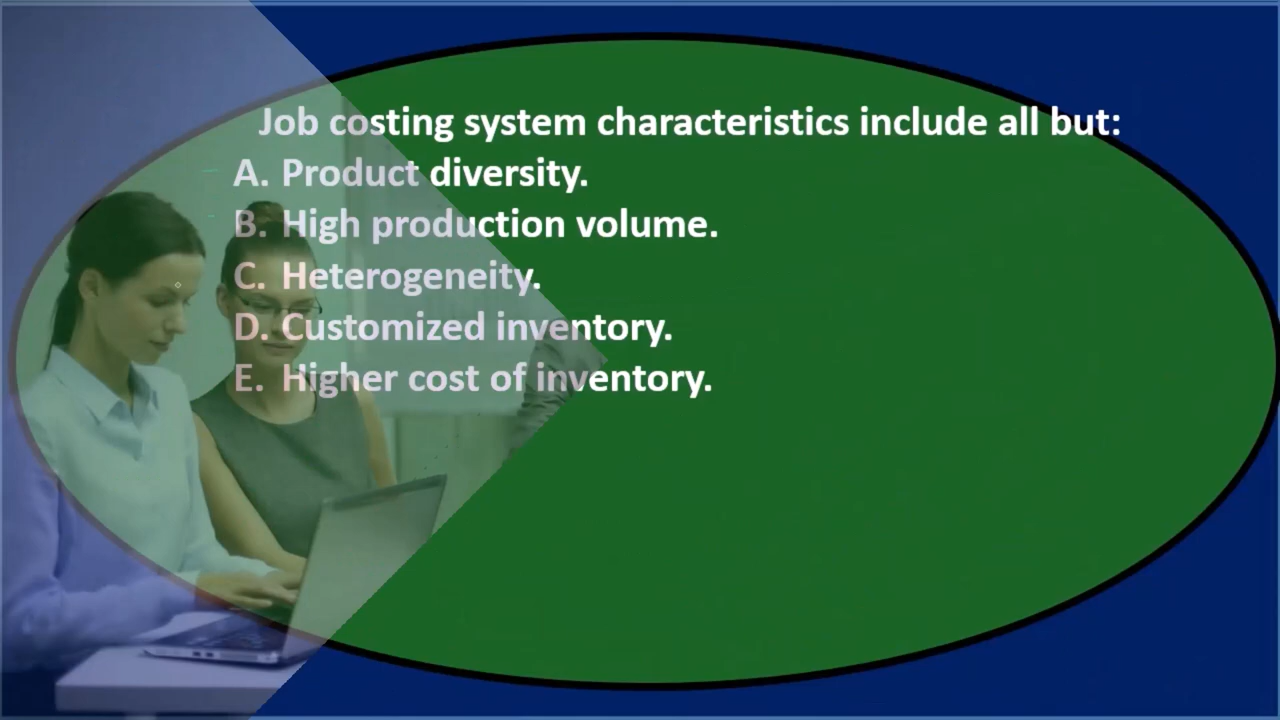 Job costing system characteristics include all but:
A. Product diversity.
B. High production volume.
C. Heterogeneity.
D. Customized inventory.
E. Higher cost of inventory.